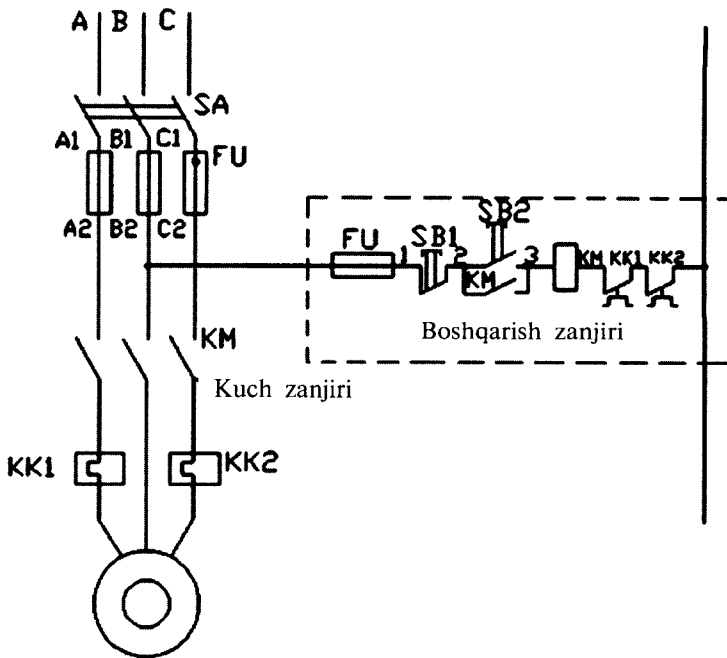 A B C
SA
A1 B1 C1 FU
A2 B2 C2
FU 1 SB1 2 SB2 3 KM KK1 KK2
KM
Boshqarish zanjiri
KM
Kuch zanjiri
KK1 KK2